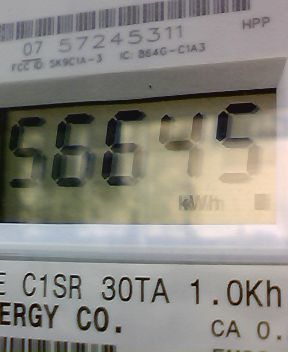 HPP
07 57245311
FCC ID: SK9C1A-3 IC: 864G-C1A3
56645
kWh
E C1SR 30TA 1.0Kh
ERGY CO.
CA 0.